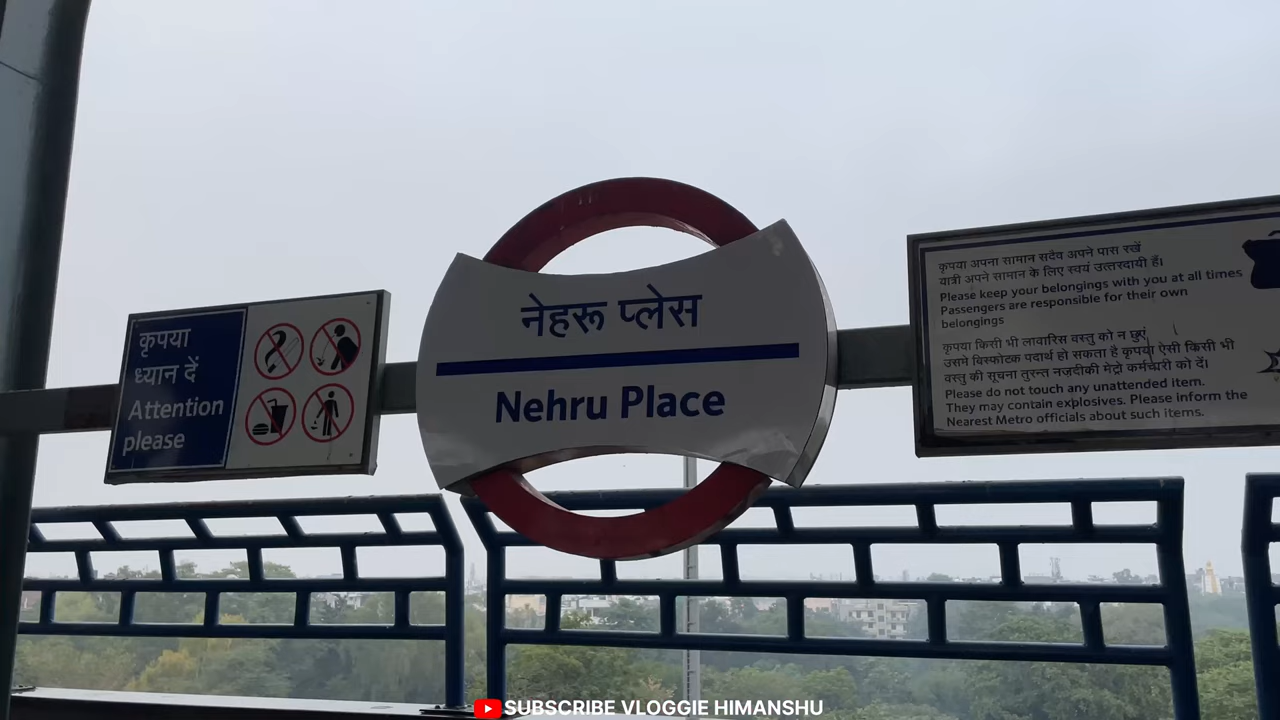 कृपया
ध्यान दें
Attention
please
नेहरू प्लेस
Nehru Place
कृपया अपना सामान सदैव अपने पास रखें
यात्री अपने सामान के लिए स्वयं उत्तरदायी हैं।
Please keep your belongings with you at all times
Passengers are responsible for their own
belongings
कृपया किसी भी लावारिस वस्तु को न छुएं
उसमे विस्फोटक पदार्थ हो सकता है कृपया ऐसी किसी भी
वस्तु की सूचना तुरन्त नज़दीकी मेट्रो कर्मचारी को दें।
Please do not touch any unattended item.
They may contain explosives. Please inform the
Nearest Metro officials about such items.
SUBSCRIBE VLOGGIE HIMANSHU